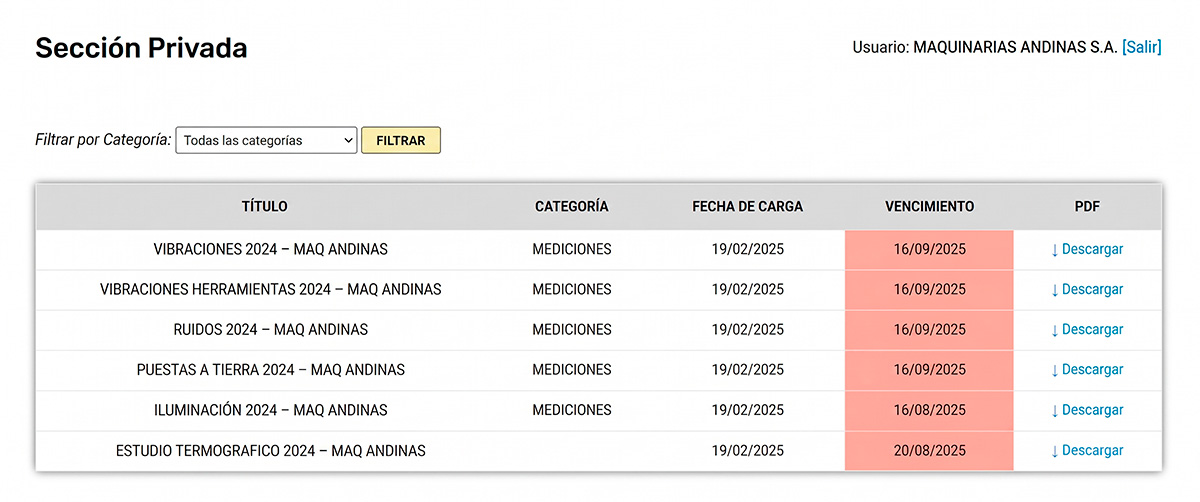 Sección Privada
Usuario: MAQUINARIAS ANDINAS S.A. [Salir]
Filtrar por Categoría: Todas las categorías FILTRAR
TÍTULO CATEGORÍA FECHA DE CARGA VENCIMIENTO PDF
VIBRACIONES 2024 – MAQ ANDINAS MEDICIONES 19/02/2025 16/09/2025 ↓ Descargar
VIBRACIONES HERRAMIENTAS 2024 – MAQ ANDINAS MEDICIONES 19/02/2025 16/09/2025 ↓ Descargar
RUIDOS 2024 – MAQ ANDINAS MEDICIONES 19/02/2025 16/09/2025 ↓ Descargar
PUESTAS A TIERRA 2024 – MAQ ANDINAS MEDICIONES 19/02/2025 16/09/2025 ↓ Descargar
ILUMINACIÓN 2024 – MAQ ANDINAS MEDICIONES 19/02/2025 16/08/2025 ↓ Descargar
ESTUDIO TERMOGRAFICO 2024 – MAQ ANDINAS 19/02/2025 20/08/2025 ↓ Descargar